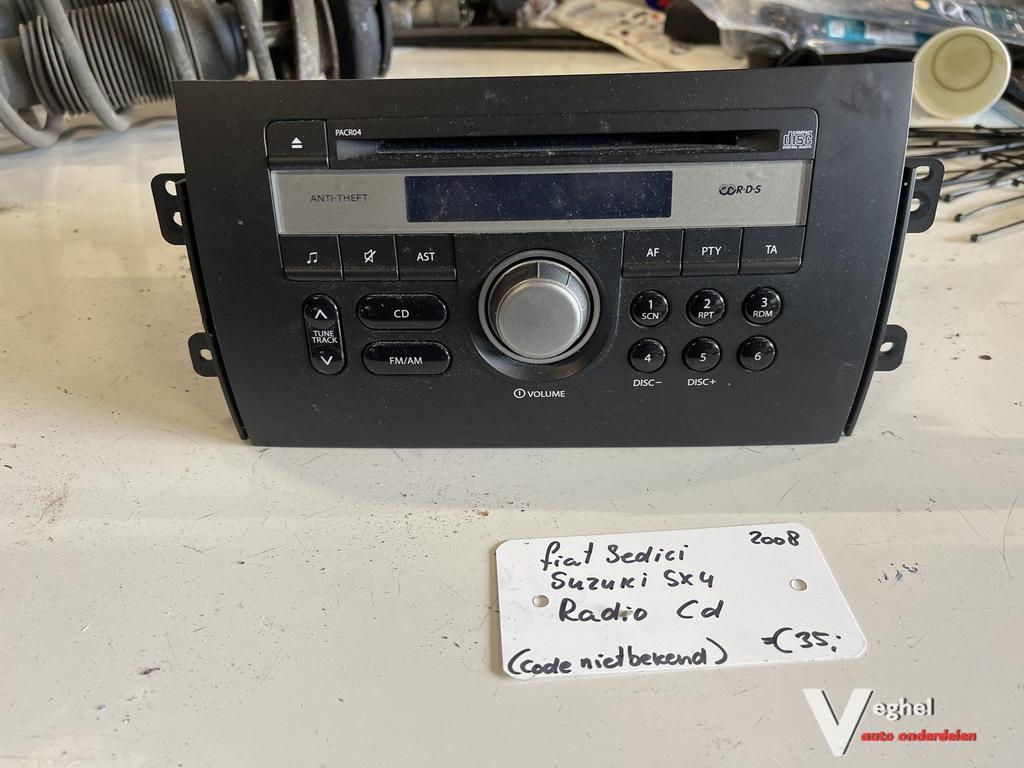 PACR04
COMPACT
disc
DIGITAL AUDIO
ANTI-THEFT
R·D·S
AST
AF
PTY
TA
TUNE
TRACK
CD
FM/AM
VOLUME
1
SCN
2
RPT
3
RDM
4
5
6
DISC−
DISC+
2008
fiat Sedici
Suzuki SX4
Radio Cd
€35,-
(code niet bekend)
Veghel
auto onderdelen